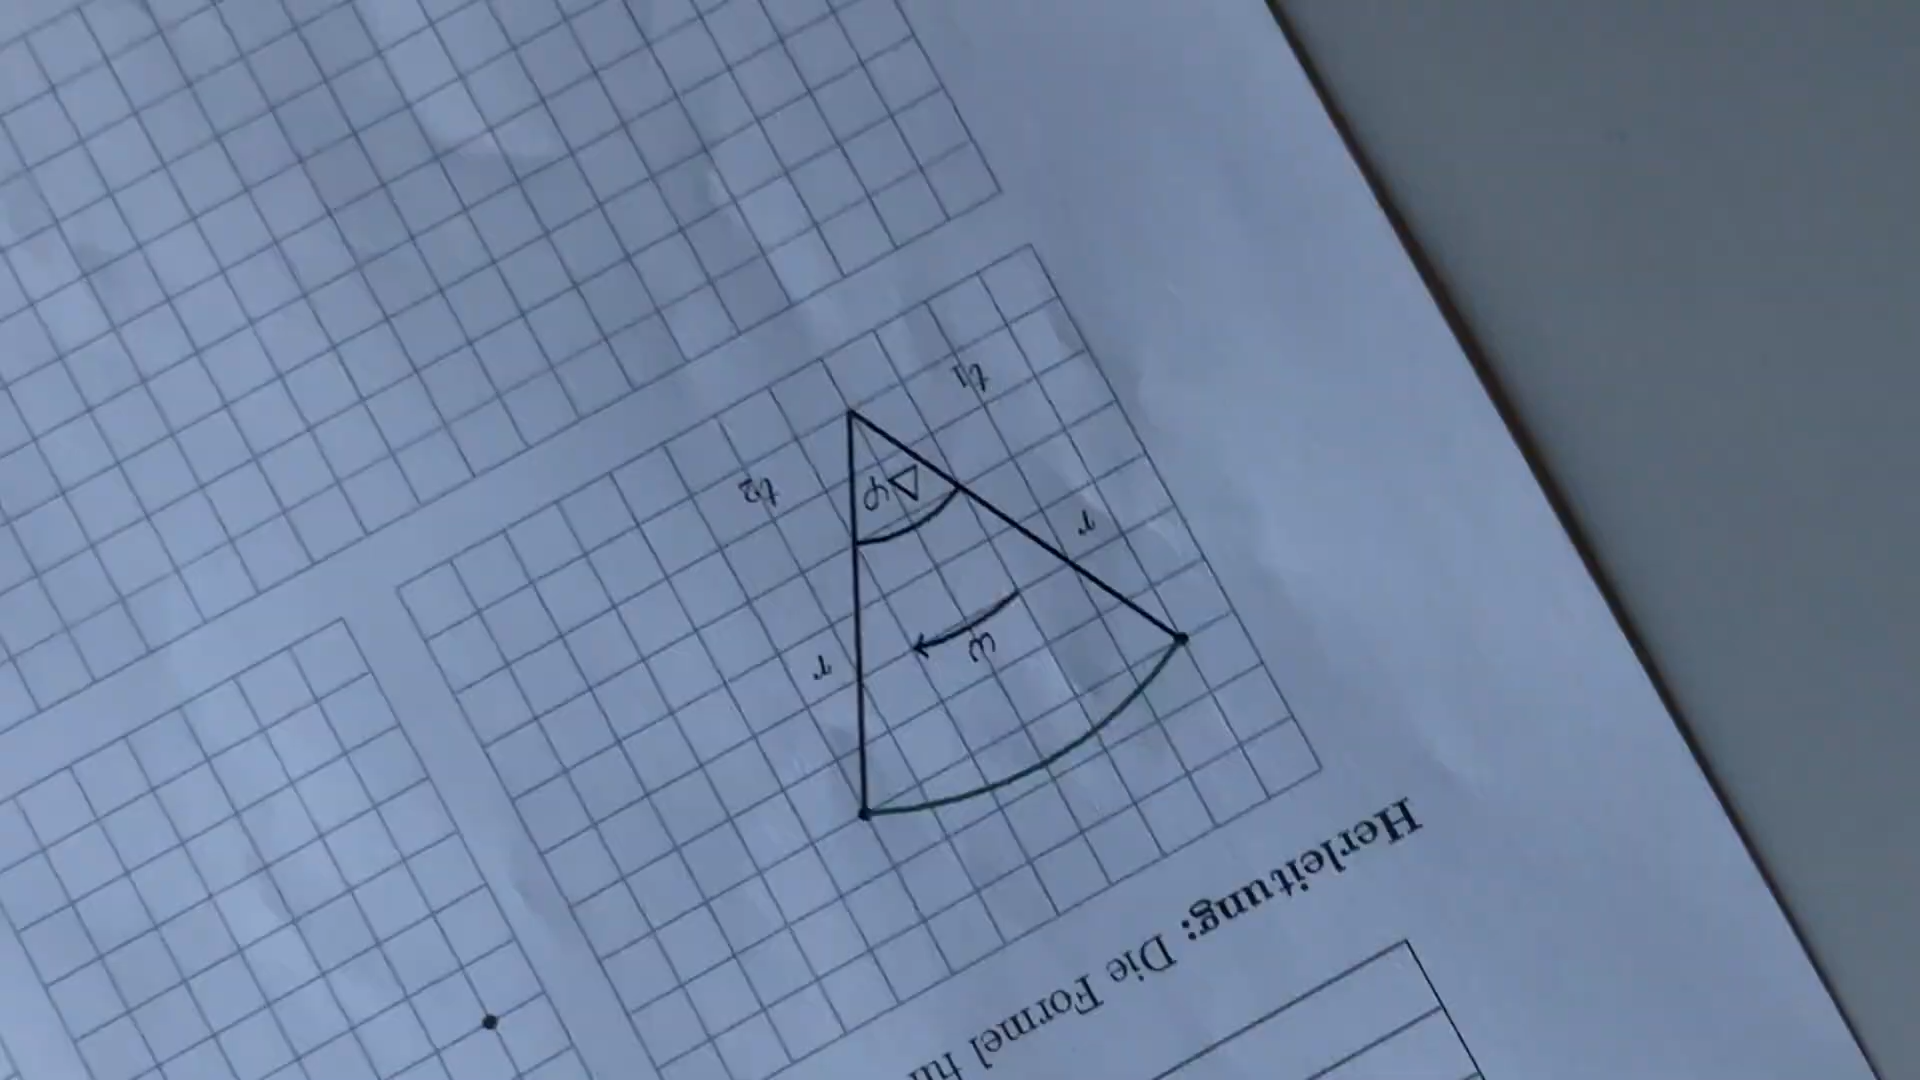 Herleitung: Die Formel
r
ω
r
Δφ
t₂
t₁